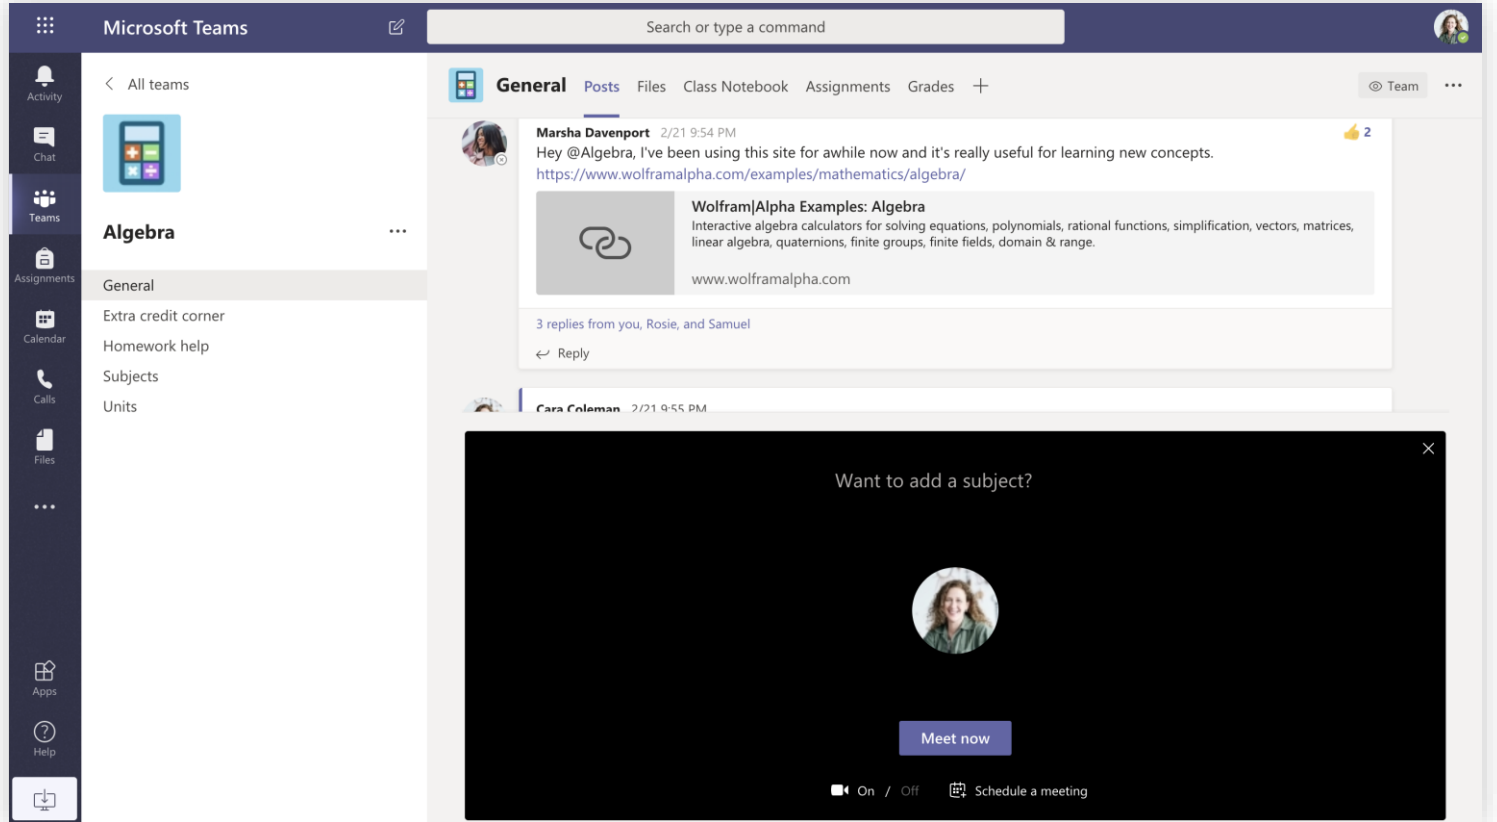 Microsoft Teams
Search or type a command
Activity
Chat
Teams
Assignments
Calendar
Calls
Files
Apps
Help
All teams
Algebra
General
Extra credit corner
Homework help
Subjects
Units
General Posts Files Class Notebook Assignments Grades
Team
Marsha Davenport 2/21 9:54 PM
2
Hey @Algebra, I've been using this site for awhile now and it's really useful for learning new concepts.
https://www.wolframalpha.com/examples/mathematics/algebra/
Wolfram|Alpha Examples: Algebra
Interactive algebra calculators for solving equations, polynomials, rational functions, simplification, vectors, matrices,
linear algebra, quaternions, finite groups, finite fields, domain & range.
www.wolframalpha.com
3 replies from you, Rosie, and Samuel
Reply
Cara Coleman 2/21 9:55 PM
Want to add a subject?
Meet now
On / Off
Schedule a meeting